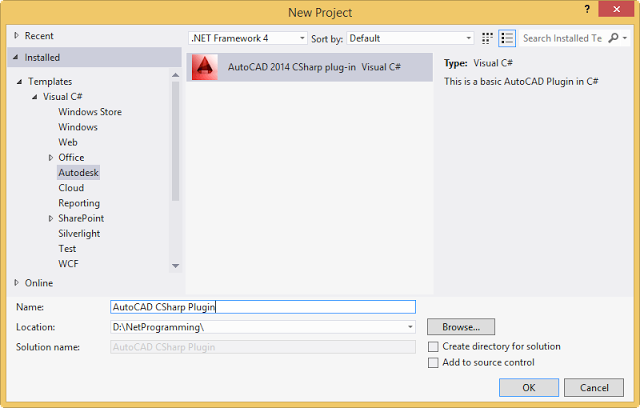 New Project
? ×
Recent
Installed
Templates
Visual C#
Windows Store
Windows
Web
Office
Autodesk
Cloud
Reporting
SharePoint
Silverlight
Test
WCF
Online
.NET Framework 4
Sort by: Default
Search Installed Te
AutoCAD 2014 CSharp plug-in Visual C#
Type: Visual C#
This is a basic AutoCAD Plugin in C#
Name: AutoCAD CSharp Plugin
Location: D:\NetProgramming\
Browse...
Solution name: AutoCAD CSharp Plugin
Create directory for solution
Add to source control
OK Cancel